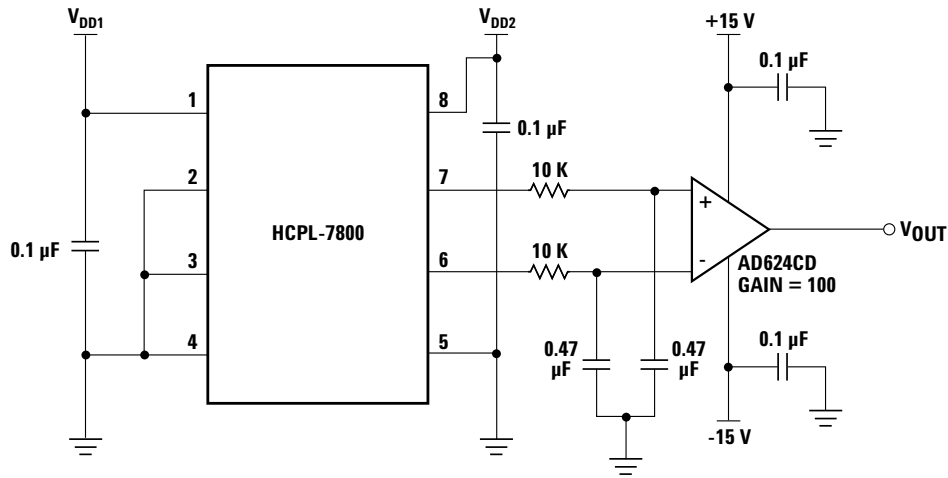 VDD1
VDD2
+15 V
0.1 µF
1
8
0.1 µF
2
7
10 K
HCPL-7800
+
VOUT
0.1 µF
3
6
10 K
-
AD624CD
GAIN = 100
4
5
0.47
µF
0.47
µF
0.1 µF
-15 V